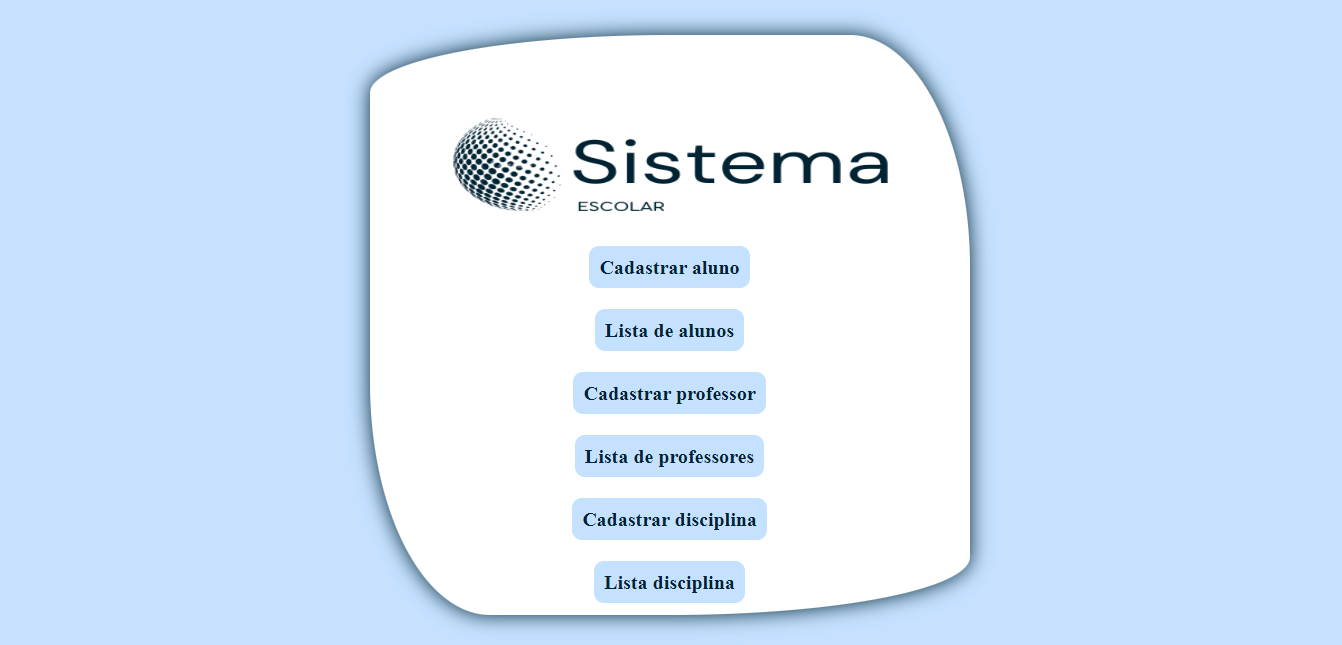 Sistema
ESCOLAR
Cadastrar aluno
Lista de alunos
Cadastrar professor
Lista de professores
Cadastrar disciplina
Lista disciplina